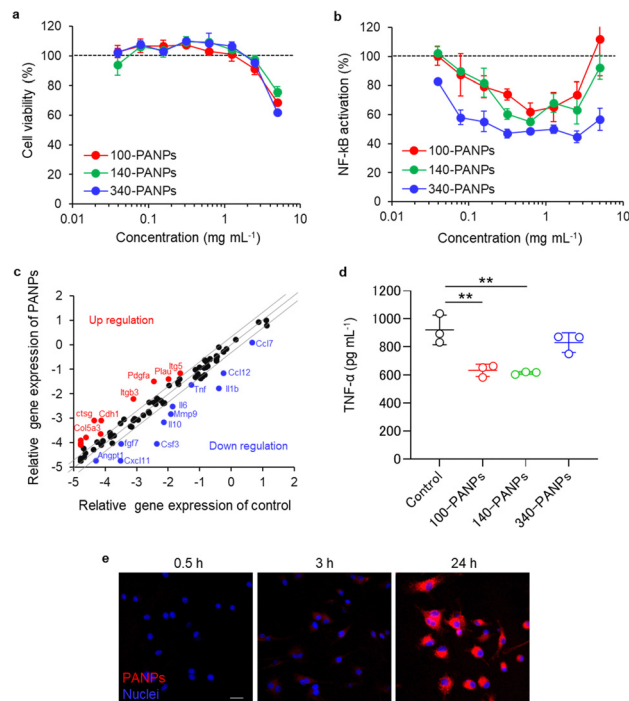 a
120
100
80
60
40
20
0
Cell viability (%)
100-PANPs
140-PANPs
340-PANPs
0.01
0.1
1
10
Concentration (mg mL-1)
b
120
100
80
60
40
20
0
NF-kB activation (%)
100-PANPs
140-PANPs
340-PANPs
0.01
0.1
1
10
Concentration (mg mL-1)
c
2
1
0
-1
-2
-3
-4
-5
Relative gene expression of PANPs
Up regulation
Down regulation
Pdgfa
Plau
Itg5
Itgb3
ctsg
Cdh1
Col5a3
Ccl7
Ccl12
Tnf
Il1b
Il6
Mmp9
Il10
fgf7
Csf3
Angpt1
Cxcl11
-5 -4 -3 -2 -1 0 1 2
Relative gene expression of control
d
1200
1000
800
600
400
200
0
TNF-α (pg mL-1)
**
**
Control
100-PANPs
140-PANPs
340-PANPs
e
0.5 h
3 h
24 h
PANPs
Nuclei